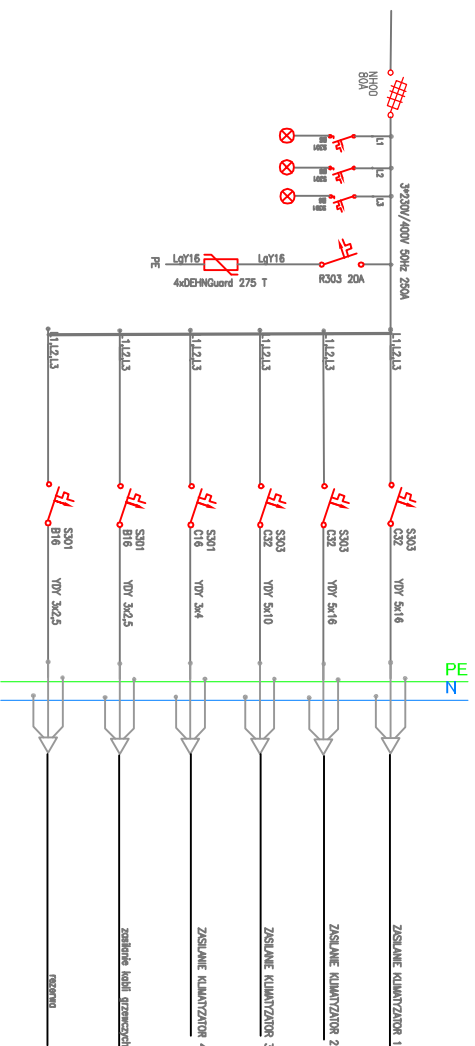 NH00
80A
L1
L2
L3
3*230V/400V 50Hz 250A
PE
LgY16
LgY16
4xDEHNGuard 275 T
R303 20A
L1,L2,L3
L1,L2,L3
L1,L2,L3
L1,L2,L3
L1,L2,L3
L1,L2,L3
S301
B16
S301
B16
S301
C16
S303
C32
S303
C32
S303
C32
YDY 3x2,5
YDY 3x2,5
YDY 3x4
YDY 5x10
YDY 5x16
YDY 5x16
PE
N
rezerwa
zasilanie kabli grzewczych
ZASILANIE KLIMATYZATOR 4
ZASILANIE KLIMATYZATOR
ZASILANIE KLIMATYZATOR 2
ZASILANIE KLIMATYZATOR 1